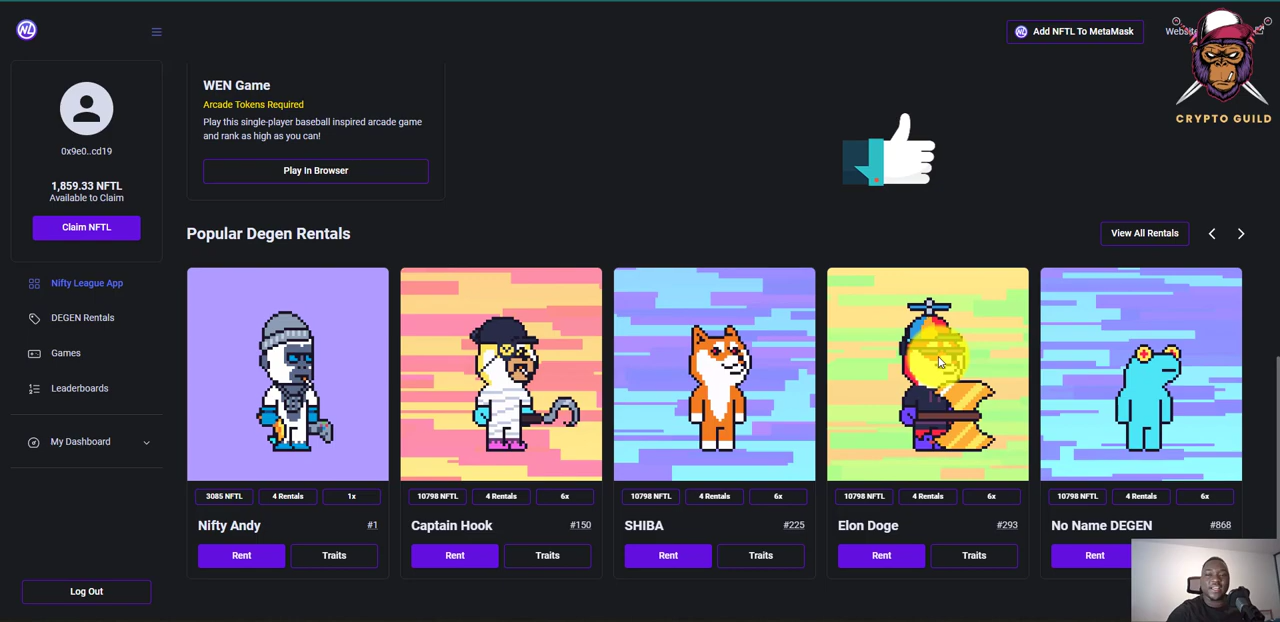 NL
Add NFTL To MetaMask
Website
CRYPTO GUILD
0x9e0..cd19
1,859.33 NFTL
Available to Claim
Claim NFTL
Nifty League App
DEGEN Rentals
Games
Leaderboards
My Dashboard
Log Out
WEN Game
Arcade Tokens Required
Play this single-player baseball inspired arcade game
and rank as high as you can!
Play In Browser
Popular Degen Rentals
View All Rentals
3085 NFTL 4 Rentals 1x
Nifty Andy #1
Rent Traits
10798 NFTL 4 Rentals 6x
Captain Hook #150
Rent Traits
10798 NFTL 4 Rentals 6x
SHIBA #225
Rent Traits
10798 NFTL 4 Rentals 6x
Elon Doge #293
Rent Traits
10798 NFTL 4 Rentals 6x
No Name DEGEN #868
Rent